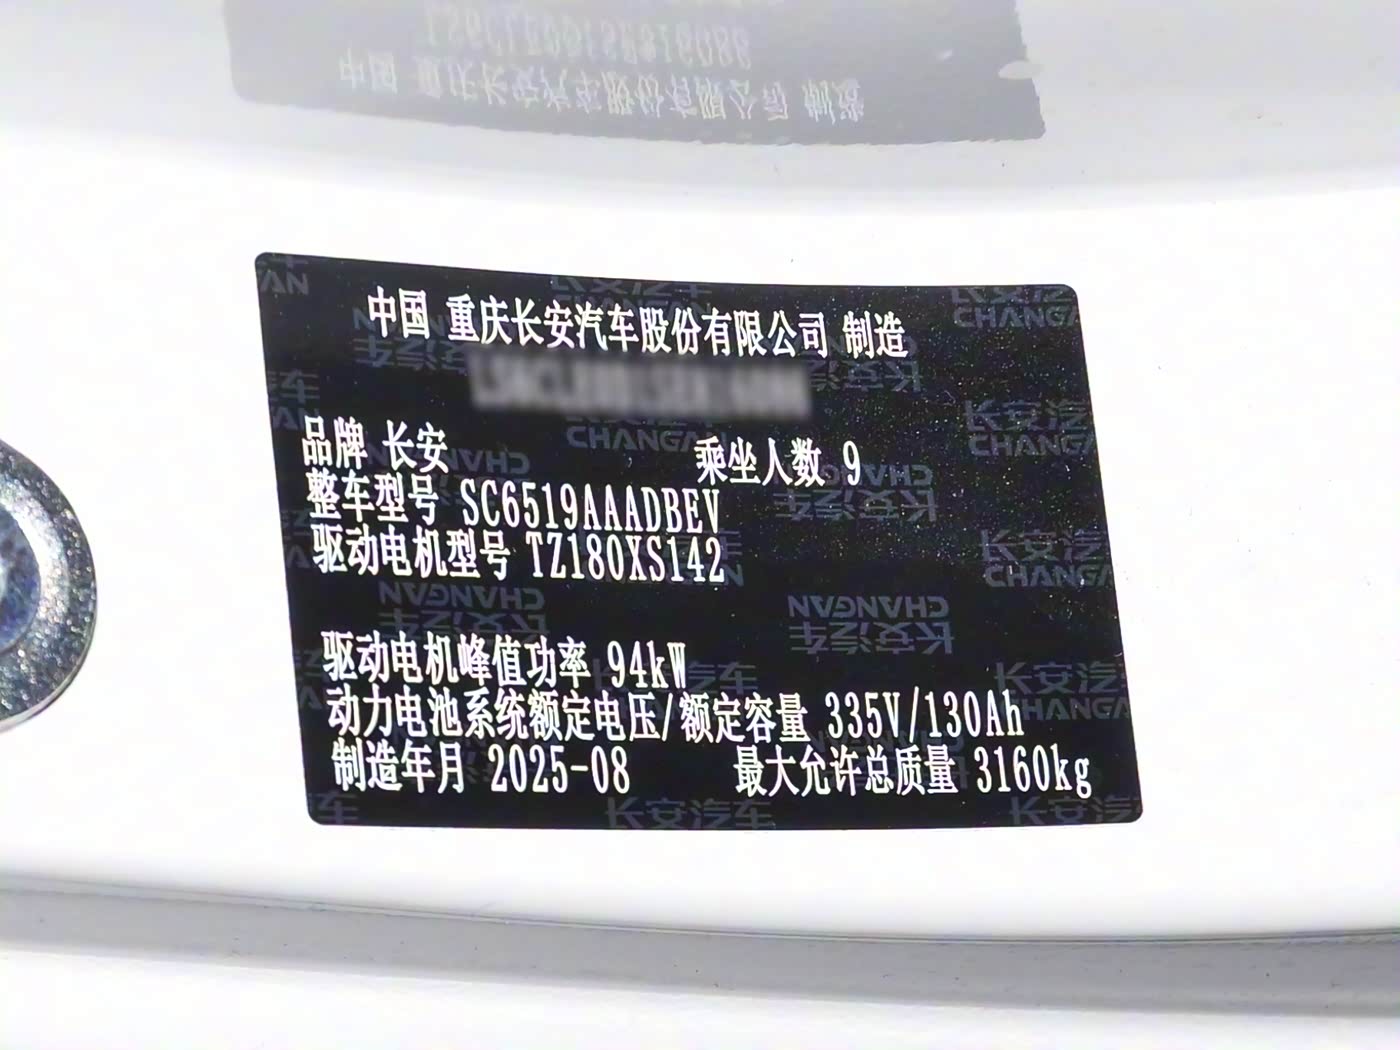 中国 重庆长安汽车股份有限公司 制造
品牌 长安 乘坐人数 9
整车型号 SC6519AAADBEV
驱动电机型号 TZ180XS142
驱动电机峰值功率 94kW
动力电池系统额定电压/额定容量 335V/130Ah
制造年月 2025-08 最大允许总质量 3160kg